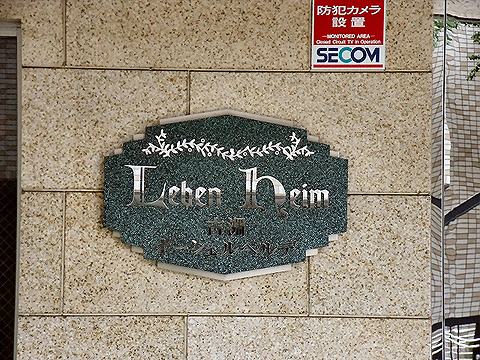 防犯カメラ
設置
—MONITORED AREA—
Closed Circuit TV in Operation
SECOM
Leben Heim